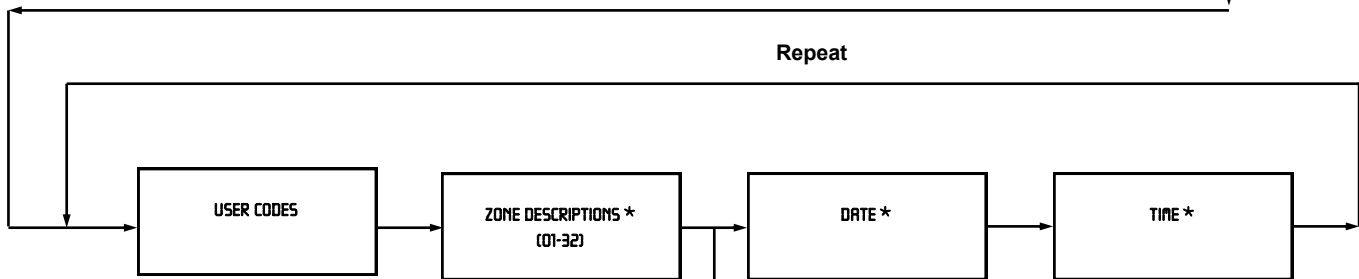 Repeat
USER CODES
ZONE DESCRIPTIONS *
(01-32)
DATE *
TIME *